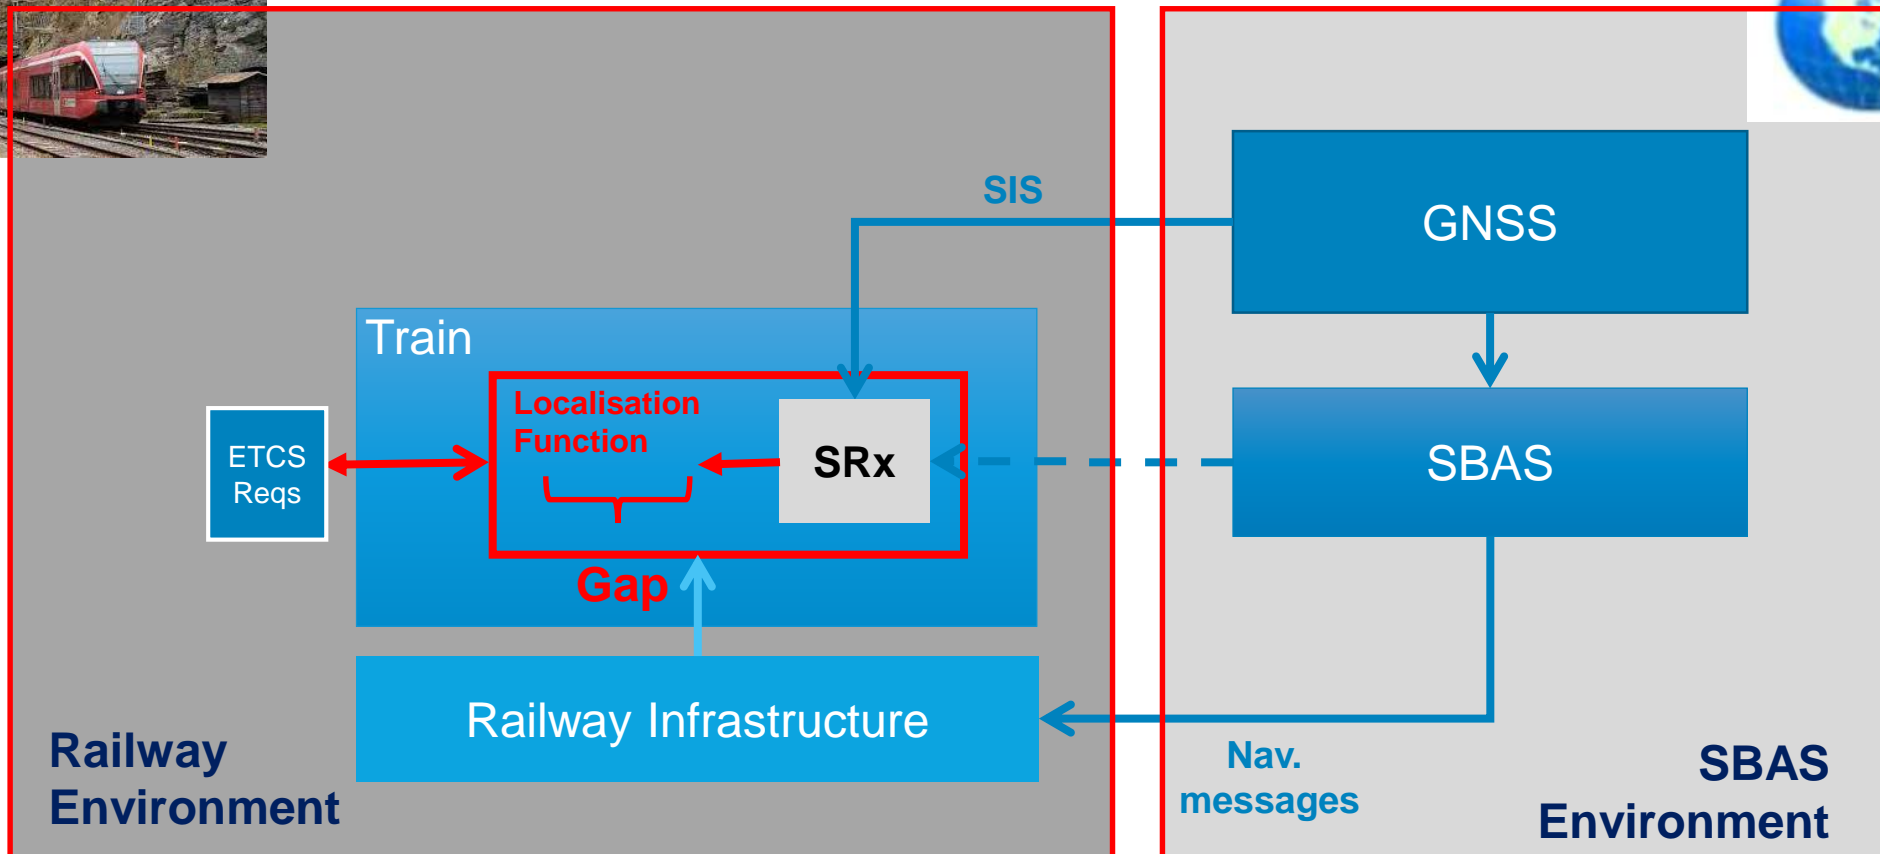 SIS
GNSS
Train
Localisation
Function
ETCS
Reqs
SRx
SBAS
Gap
Railway Infrastructure
Railway
Environment
Nav.
messages
SBAS
Environment